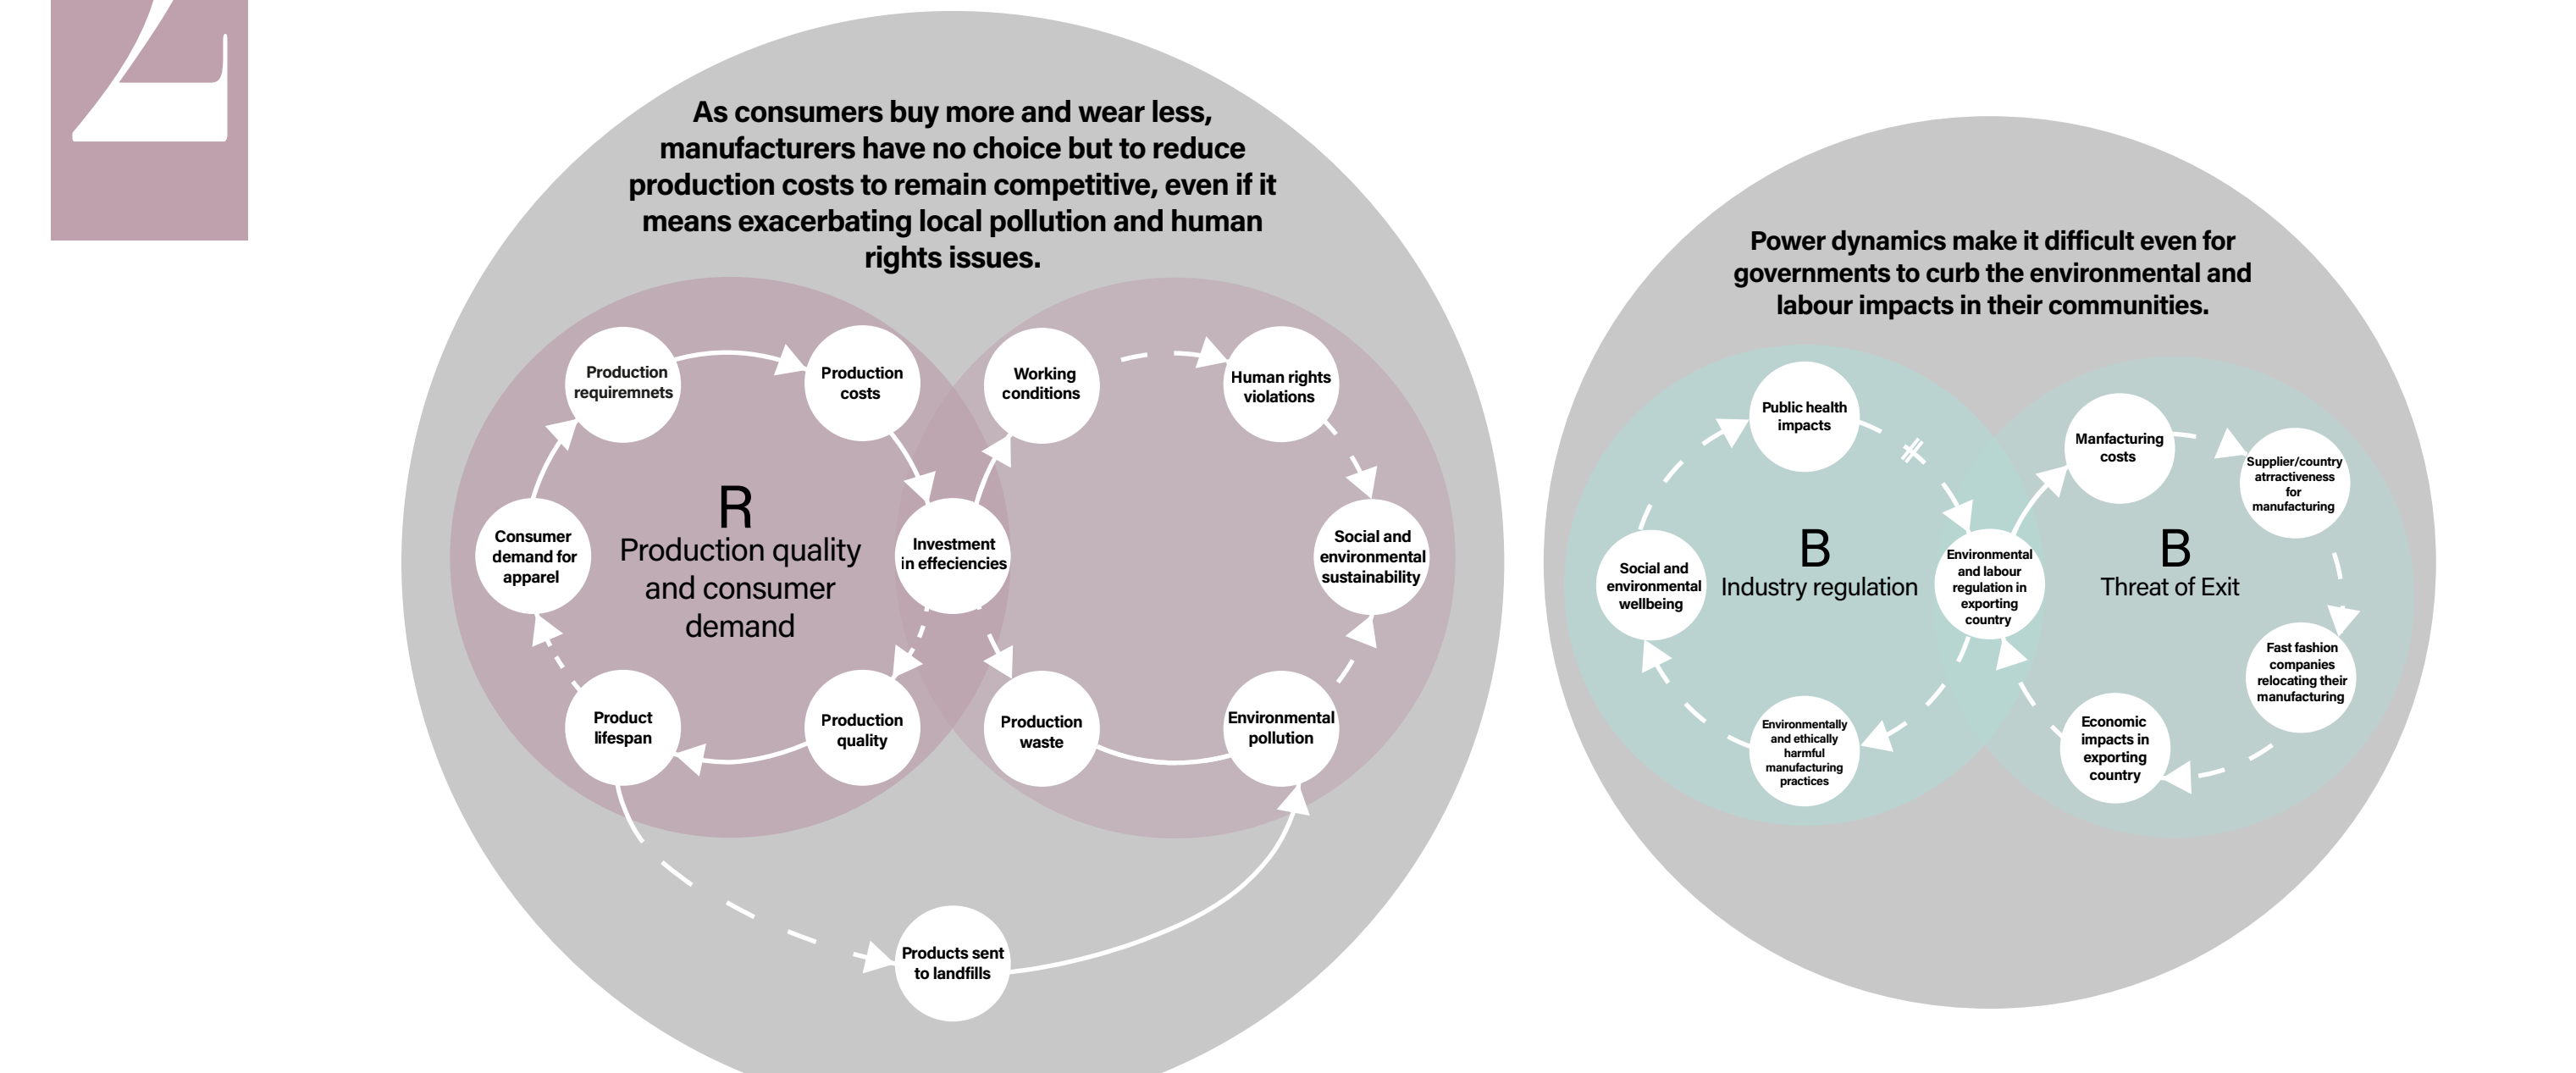 As consumers buy more and wear less,
manufacturers have no choice but to reduce
production costs to remain competitive, even if it
means exacerbating local pollution and human
rights issues.
Production
requiremnets
Production
costs
Working
conditions
Human rights
violations
Consumer
demand for
apparel
R
Production quality
and consumer
demand
Investment
in effeciencies
Social and
environmental
sustainability
Product
lifespan
Production
quality
Production
waste
Environmental
pollution
Products sent
to landfills
Power dynamics make it difficult even for
governments to curb the environmental and
labour impacts in their communities.
Public health
impacts
Manfacturing
costs
Supplier/country
atrractiveness
for
manufacturing
Social and
environmental
wellbeing
B
Industry regulation
Environmental
and labour
regulation in
exporting
country
B
Threat of Exit
Fast fashion
companies
relocating their
manufacturing
Environmentally
and ethically
harmful
manufacturing
practices
Economic
impacts in
exporting
country